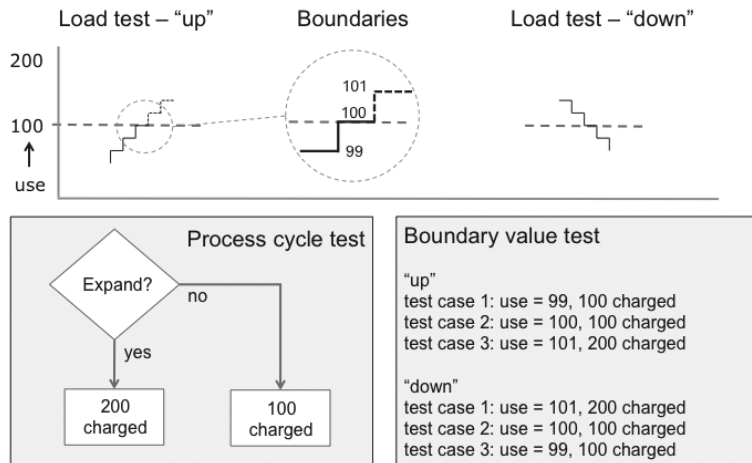 Load test – “up”
Boundaries
Load test – “down”
200
100
use
101
100
99
Process cycle test
Expand?
no
yes
200
charged
100
charged
Boundary value test
“up”
test case 1: use = 99, 100 charged
test case 2: use = 100, 100 charged
test case 3: use = 101, 200 charged
“down”
test case 1: use = 101, 200 charged
test case 2: use = 100, 100 charged
test case 3: use = 99, 100 charged